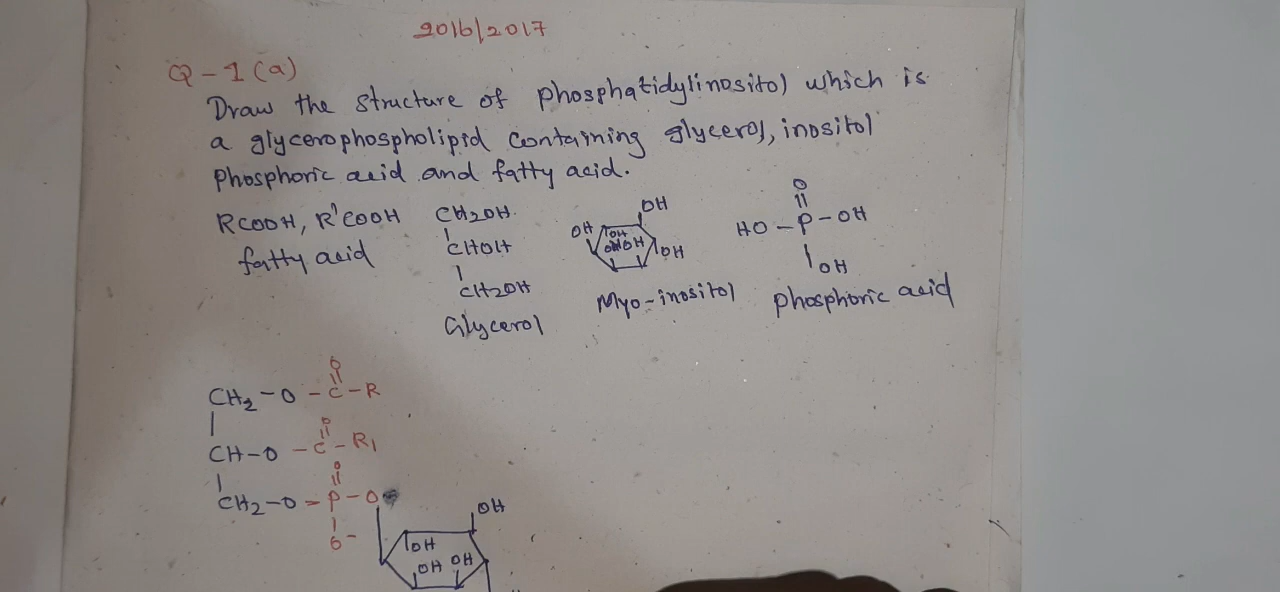 2016/2017
Q-1(a)
Draw the structure of phosphatidylinositol which is
a glycerophospholipid containing glycerol, inositol
phosphoric acid and fatty acid.
RCOOH, R'COOH
fatty acid
CH2OH
CHOH
CH2OH
Glycerol
OH
OH
OH
OH
OH
OH
Myo-inositol
O
HO-P-OH
OH
phosphoric acid
O
CH2-O-C-R
O
CH-O-C-R1
O
CH2-O-P-O
O-
OH
OH
OH OH